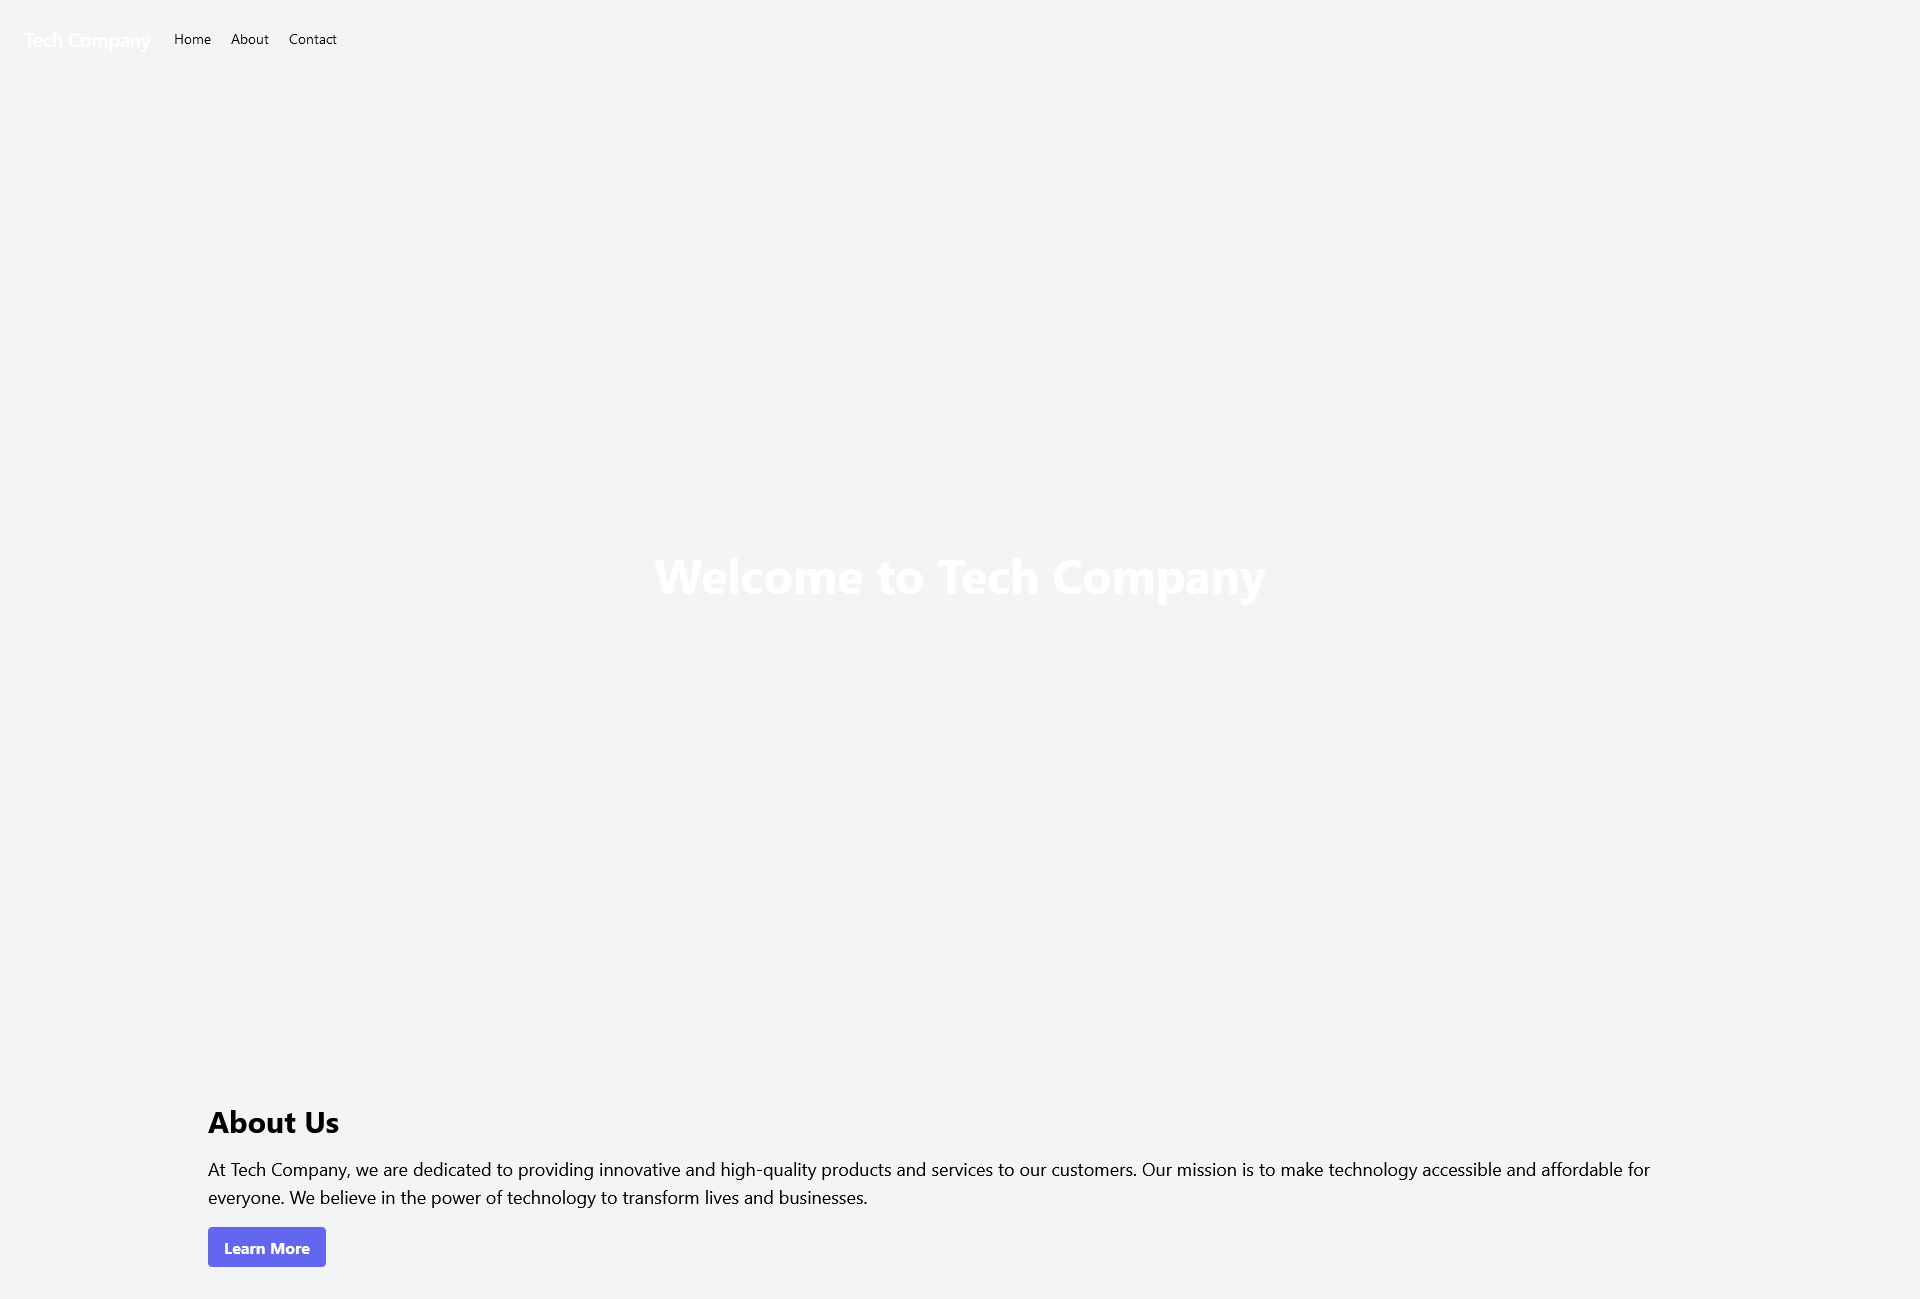 Tech Company Home About Contact
Welcome to Tech Company
About Us
At Tech Company, we are dedicated to providing innovative and high-quality products and services to our customers. Our mission is to make technology accessible and affordable for
everyone. We believe in the power of technology to transform lives and businesses.
Learn More